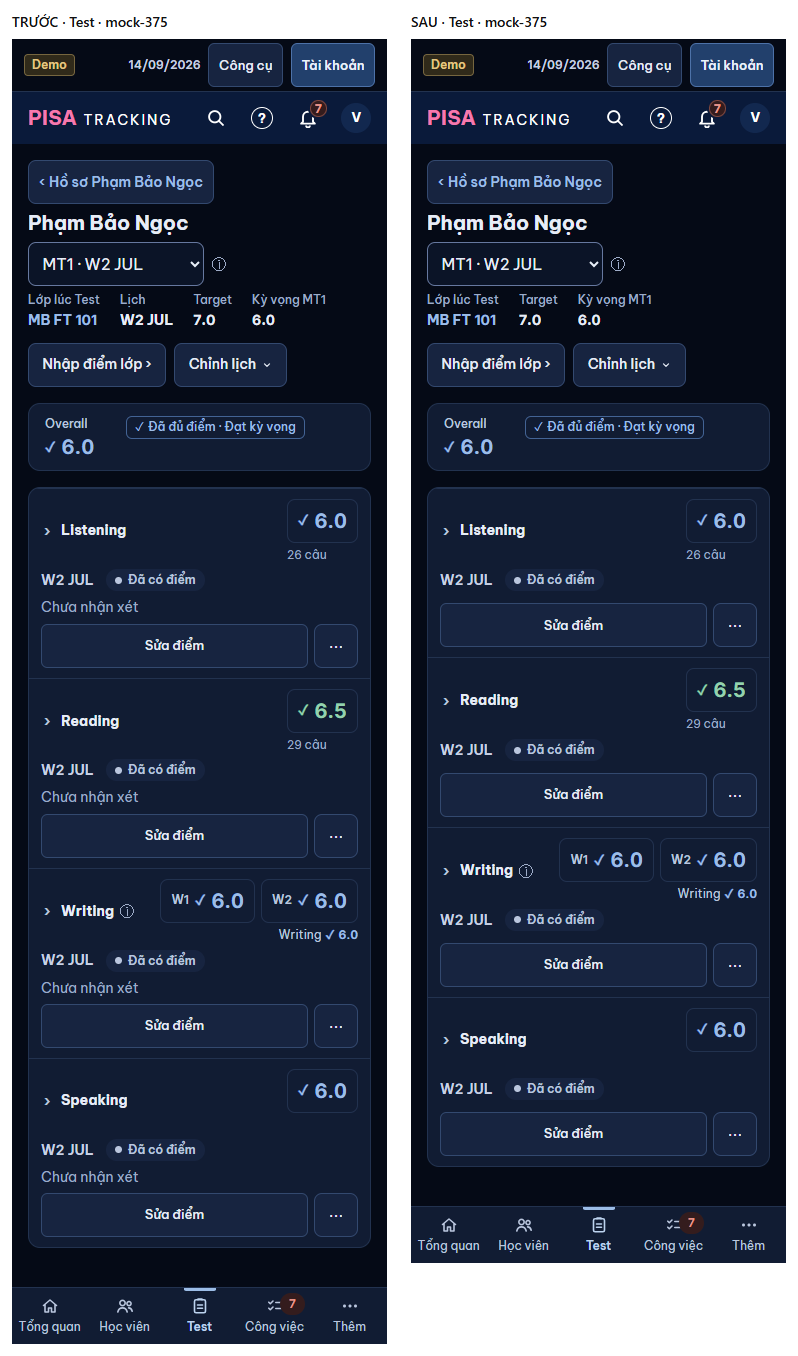 TRƯỚC · Test · mock-375
Demo 14/09/2026 Công cụ Tài khoản
PISA TRACKING ? 7 V
‹ Hồ sơ Phạm Bảo Ngọc
Phạm Bảo Ngọc
MT1 · W2 JUL ⓘ
Lớp lúc Test Lịch Target Kỳ vọng MT1
MB FT 101 W2 JUL 7.0 6.0
Nhập điểm lớp › Chỉnh lịch
Overall ✓ Đã đủ điểm · Đạt kỳ vọng
✓ 6.0
› Listening ✓ 6.0
26 câu
W2 JUL • Đã có điểm
Chưa nhận xét
Sửa điểm ...
› Reading ✓ 6.5
29 câu
W2 JUL • Đã có điểm
Chưa nhận xét
Sửa điểm ...
› Writing ⓘ W1 ✓ 6.0 W2 ✓ 6.0
Writing ✓ 6.0
W2 JUL • Đã có điểm
Chưa nhận xét
Sửa điểm ...
› Speaking ✓ 6.0
W2 JUL • Đã có điểm
Chưa nhận xét
Sửa điểm ...
7
Tổng quan Học viên Test Công việc Thêm
SAU · Test · mock-375
Demo 14/09/2026 Công cụ Tài khoản
PISA TRACKING ? 7 V
‹ Hồ sơ Phạm Bảo Ngọc
Phạm Bảo Ngọc
MT1 · W2 JUL ⓘ
Lớp lúc Test Target Kỳ vọng MT1
MB FT 101 7.0 6.0
Nhập điểm lớp › Chỉnh lịch
Overall ✓ Đã đủ điểm · Đạt kỳ vọng
✓ 6.0
› Listening ✓ 6.0
26 câu
W2 JUL • Đã có điểm
Sửa điểm ...
› Reading ✓ 6.5
29 câu
W2 JUL • Đã có điểm
Sửa điểm ...
› Writing ⓘ W1 ✓ 6.0 W2 ✓ 6.0
Writing ✓ 6.0
W2 JUL • Đã có điểm
Sửa điểm ...
› Speaking ✓ 6.0
W2 JUL • Đã có điểm
Sửa điểm ...
7
Tổng quan Học viên Test Công việc Thêm